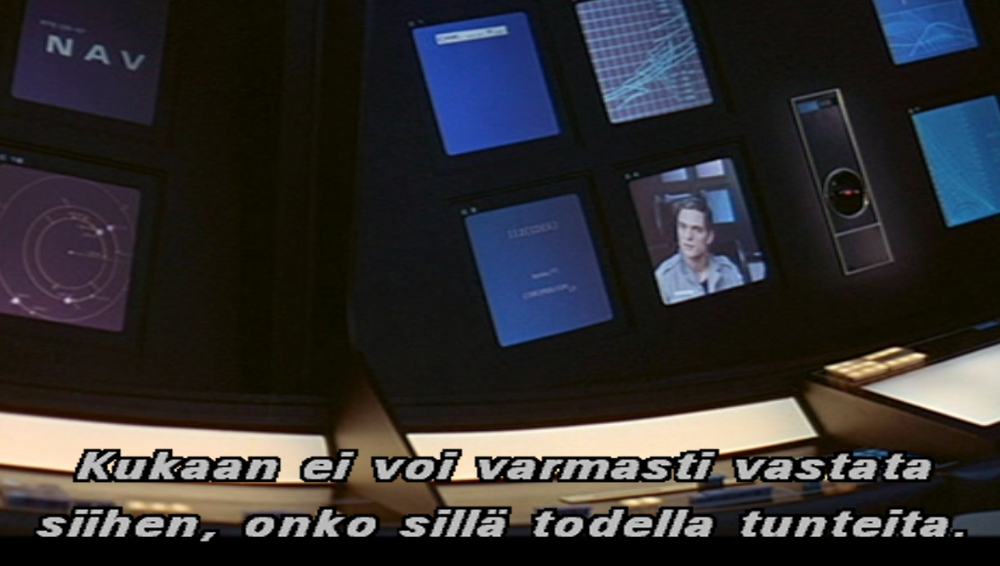 NAV
Kukaan ei voi varmasti vastata
siihen, onko sillä todella tunteita.